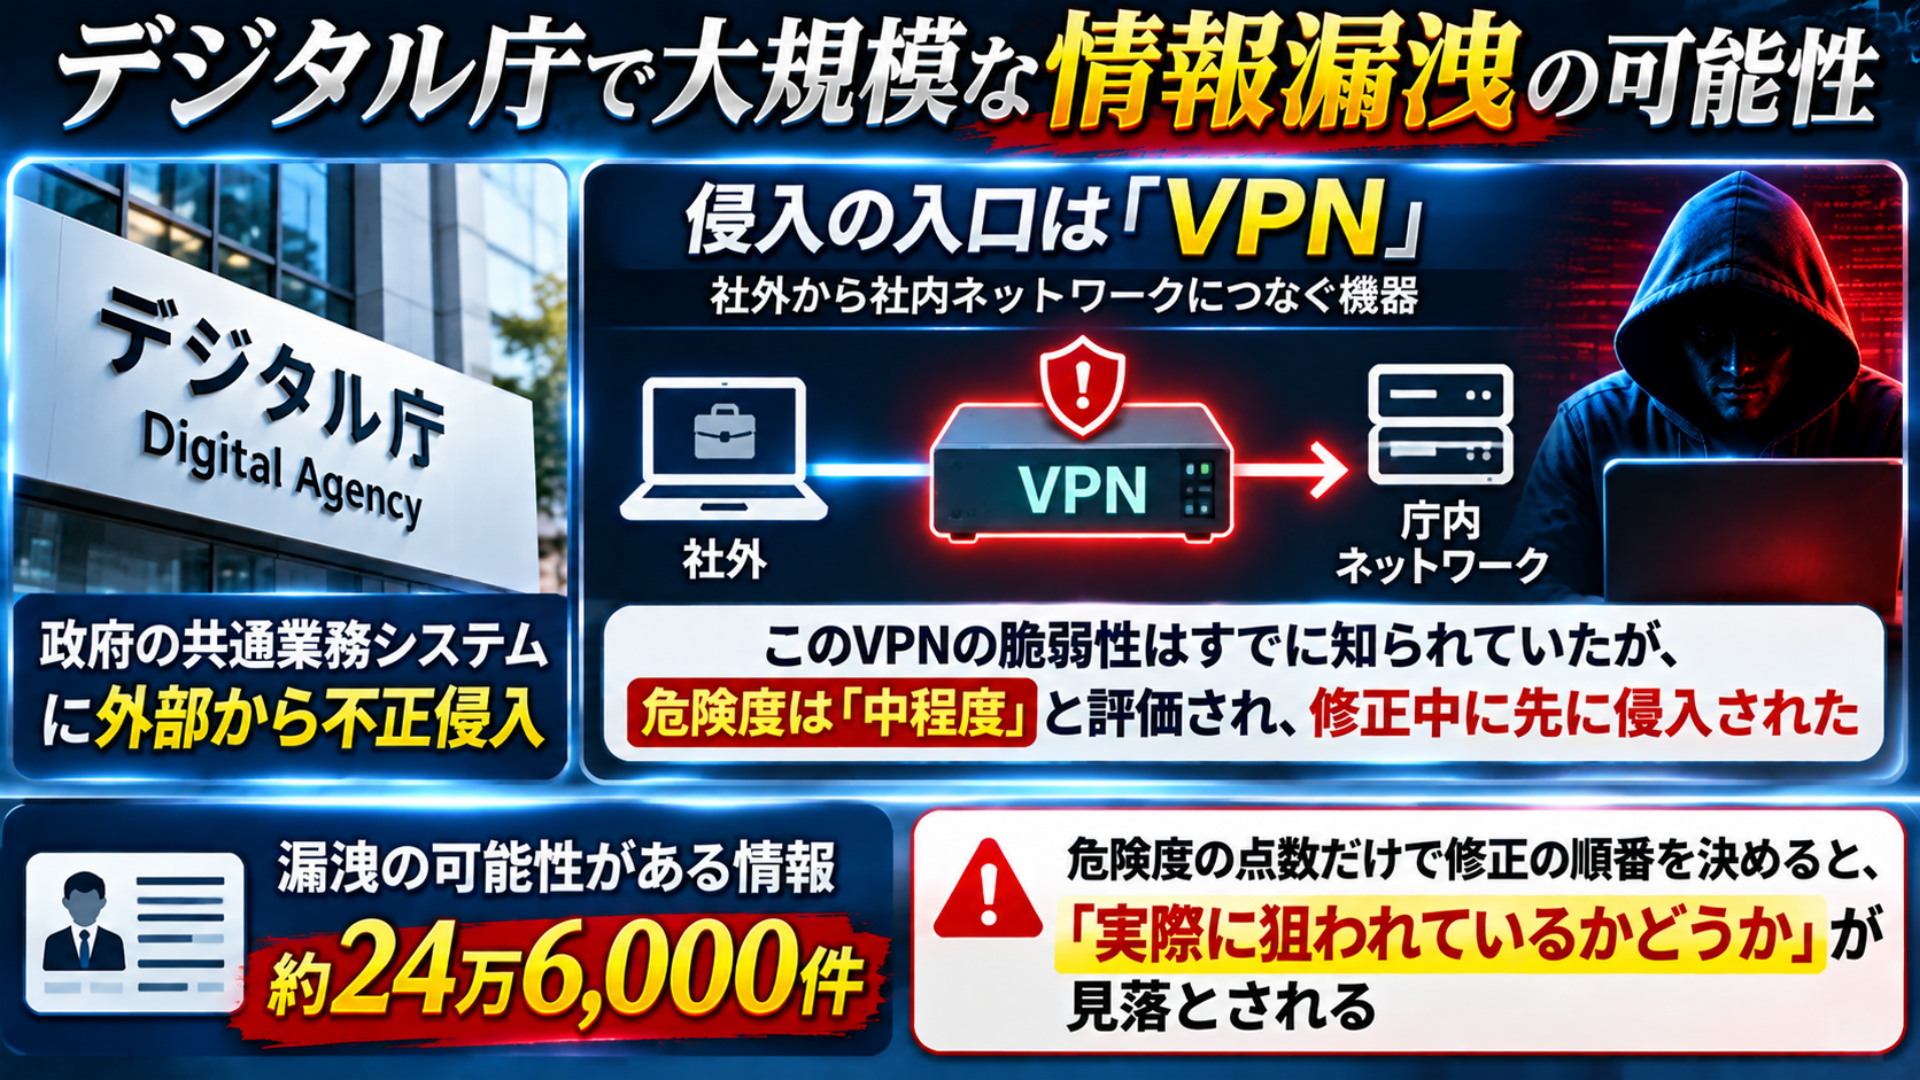 デジタル庁で大規模な情報漏洩の可能性
デジタル庁
Digital Agency
政府の共通業務システム
に外部から不正侵入
侵入の入口は「VPN」
社外から社内ネットワークにつなぐ機器
VPN
社外
庁内
ネットワーク
このVPNの脆弱性はすでに知られていたが、
危険度は「中程度」と評価され、修正中に先に侵入された
漏洩の可能性がある情報
約24万6,000件
危険度の点数だけで修正の順番を決めると、
「実際に狙われているかどうか」が
見落とされる